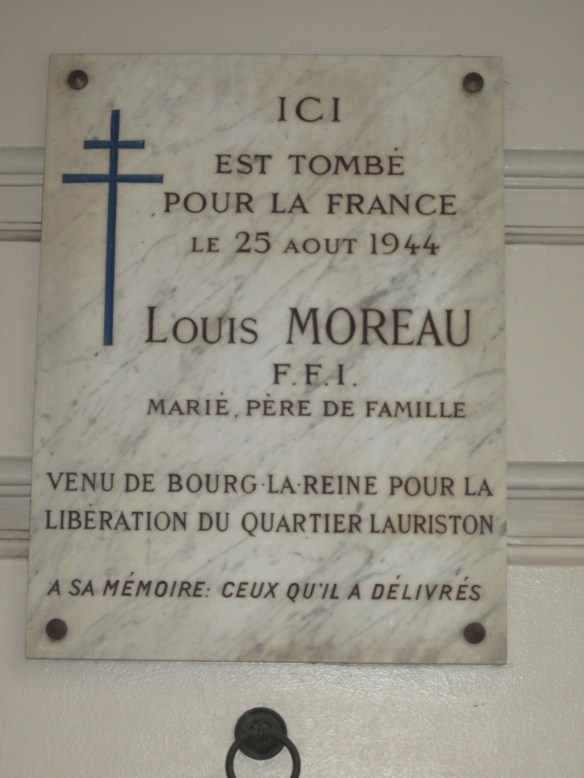 ICI
EST TOMBÉ
POUR LA FRANCE
LE 25 AOUT 1944
LOUIS MOREAU
F.F.I.
MARIÉ, PÈRE DE FAMILLE
VENU DE BOURG-LA-REINE POUR LA
LIBÉRATION DU QUARTIER LAURISTON
A SA MÉMOIRE: CEUX QU'IL A DÉLIVRÉS